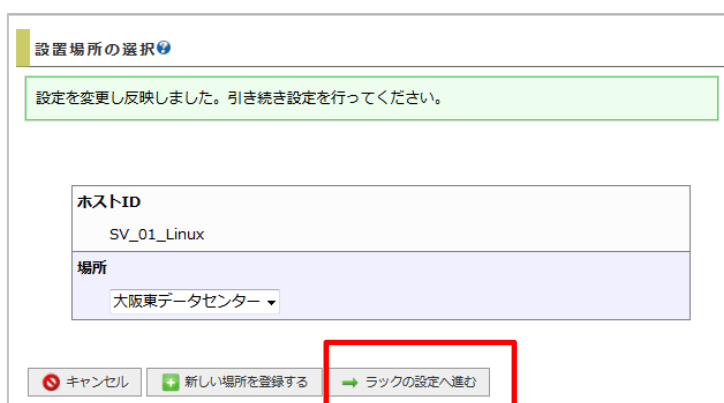 設置場所の選択
設定を変更し反映しました。引き続き設定を行ってください。
ホストID
SV_01_Linux
場所
大阪東データセンター
キャンセル 新しい場所を登録する ラックの設定へ進む